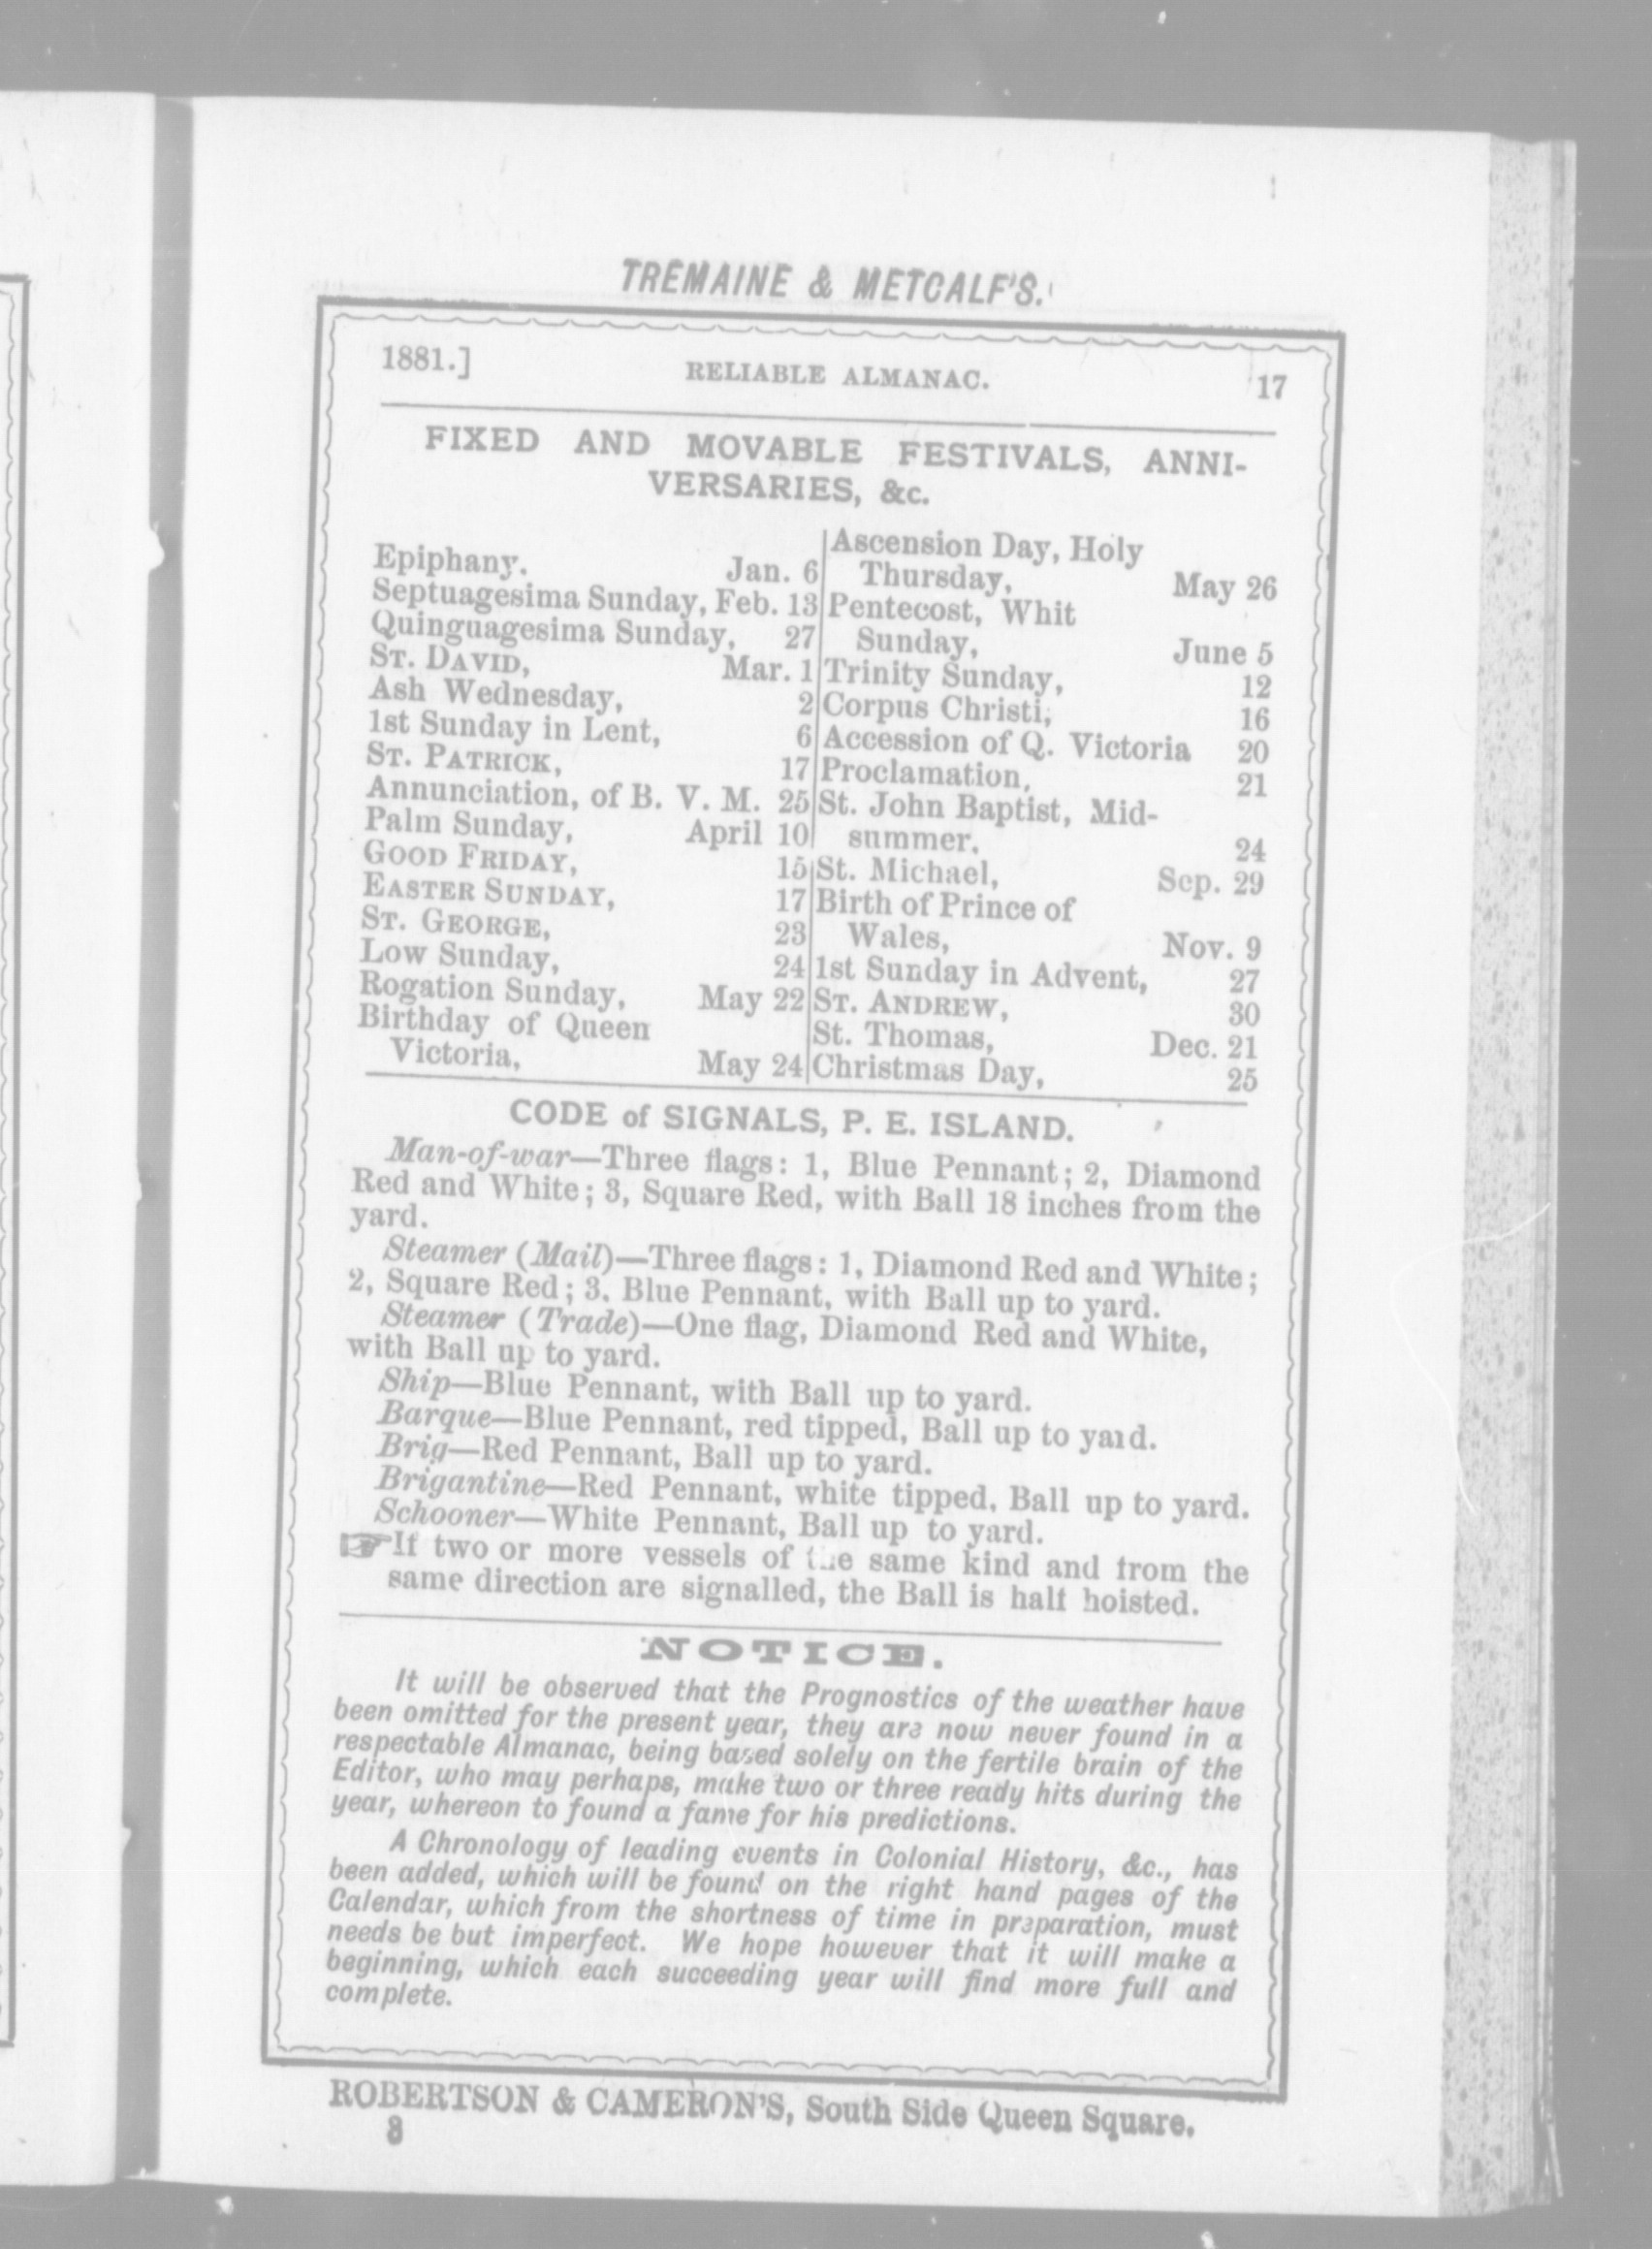 TREMAINE & METCALF'S.
1881.] RELIABLE ALMANAC. 17
FIXED AND MOVABLE FESTIVALS, ANNI-
VERSARIES, &c.
Epiphany. Jan. 6
Septuagesima Sunday, Feb. 13
Quinguagesima Sunday, 27
ST. DAVID, Mar. 1
Ash Wednesday, 2
1st Sunday in Lent, 6
ST. PATRICK, 17
Annunciation, of B. V. M. 25
Palm Sunday, April 10
GOOD FRIDAY, 15
EASTER SUNDAY, 17
ST. GEORGE, 23
Low Sunday, 24
Rogation Sunday, May 22
Birthday of Queen
Victoria, May 24
Ascension Day, Holy
Thursday, May 26
Pentecost, Whit
Sunday, June 5
Trinity Sunday, 12
Corpus Christi, 16
Accession of Q. Victoria 20
Proclamation, 21
St. John Baptist, Mid-
summer. 24
St. Michael, Sep. 29
Birth of Prince of
Wales, Nov. 9
1st Sunday in Advent, 27
ST. ANDREW, 30
St. Thomas, Dec. 21
Christmas Day, 25
CODE of SIGNALS, P. E. ISLAND.
Man-of-war—Three flags: 1, Blue Pennant; 2, Diamond
Red and White; 3, Square Red, with Ball 18 inches from the
yard.
Steamer (Mail)—Three flags: 1, Diamond Red and White;
2, Square Red; 3, Blue Pennant, with Ball up to yard.
Steamer (Trade)—One flag, Diamond Red and White,
with Ball up to yard.
Ship—Blue Pennant, with Ball up to yard.
Barque—Blue Pennant, red tipped, Ball up to yard.
Brig—Red Pennant, Ball up to yard.
Brigantine—Red Pennant, white tipped, Ball up to yard.
Schooner—White Pennant, Ball up to yard.
☞If two or more vessels of the same kind and from the
same direction are signalled, the Ball is half hoisted.
NOTICE.
It will be observed that the Prognostics of the weather have
been omitted for the present year, they are now never found in a
respectable Almanac, being based solely on the fertile brain of the
Editor, who may perhaps, make two or three ready hits during the
year, whereon to found a fame for his predictions.
A Chronology of leading events in Colonial History, &c., has
been added, which will be found on the right hand pages of the
Calendar, which from the shortness of time in preparation, must
needs be but imperfect. We hope however that it will make a
beginning, which each succeeding year will find more full and
complete.
ROBERTSON & CAMERON'S, South Side Queen Square.
3